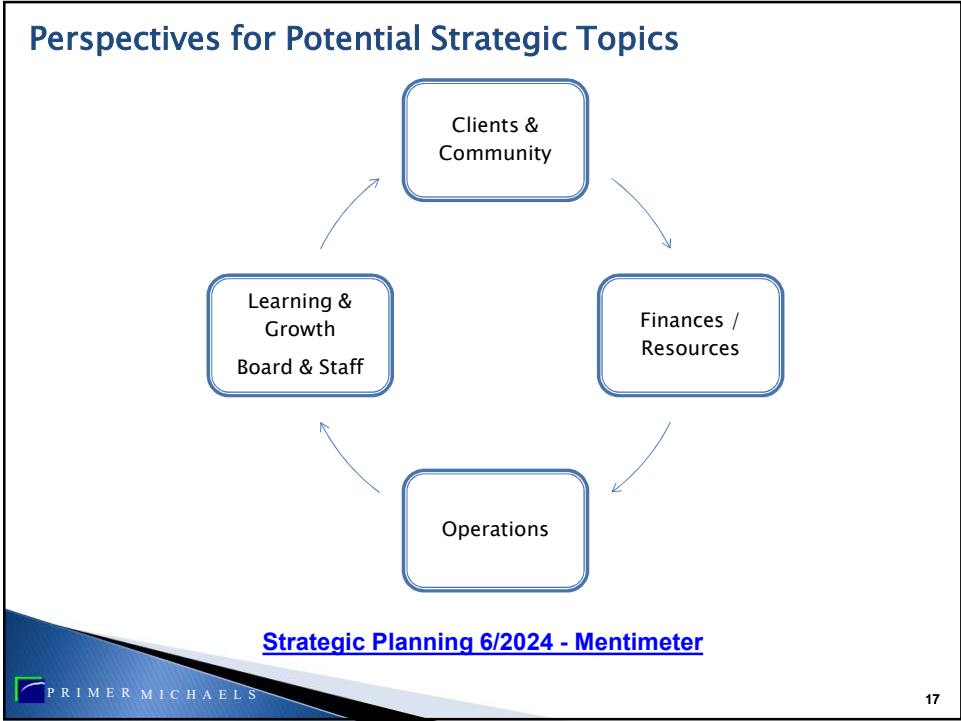 Perspectives for Potential Strategic Topics
Clients &
Community
Learning &
Growth
Board & Staff
Finances /
Resources
Operations
Strategic Planning 6/2024 - Mentimeter
PRIMER MICHAELS
17